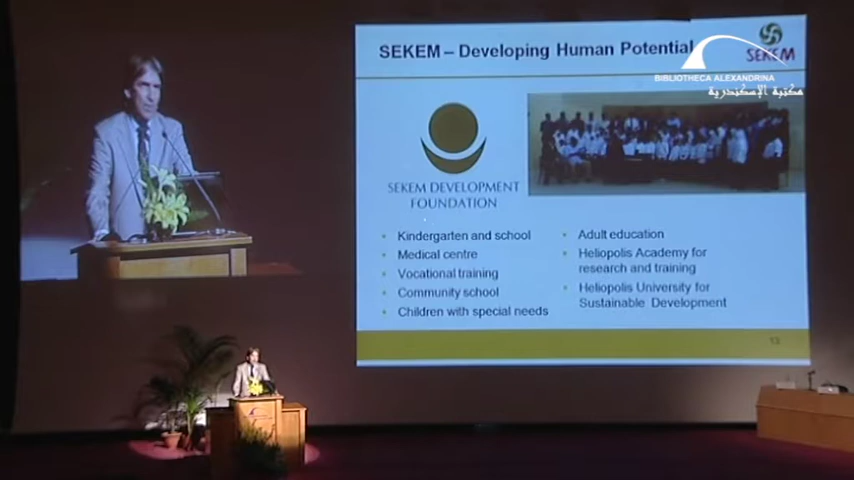 SEKEM – Developing Human Potential
SEKEM
BIBLIOTHECA ALEXANDRINA
مكتبة الإسكندرية
SEKEM DEVELOPMENT
FOUNDATION
• Kindergarten and school
• Medical centre
• Vocational training
• Community school
• Children with special needs
• Adult education
• Heliopolis Academy for
research and training
• Heliopolis University for
Sustainable Development
13